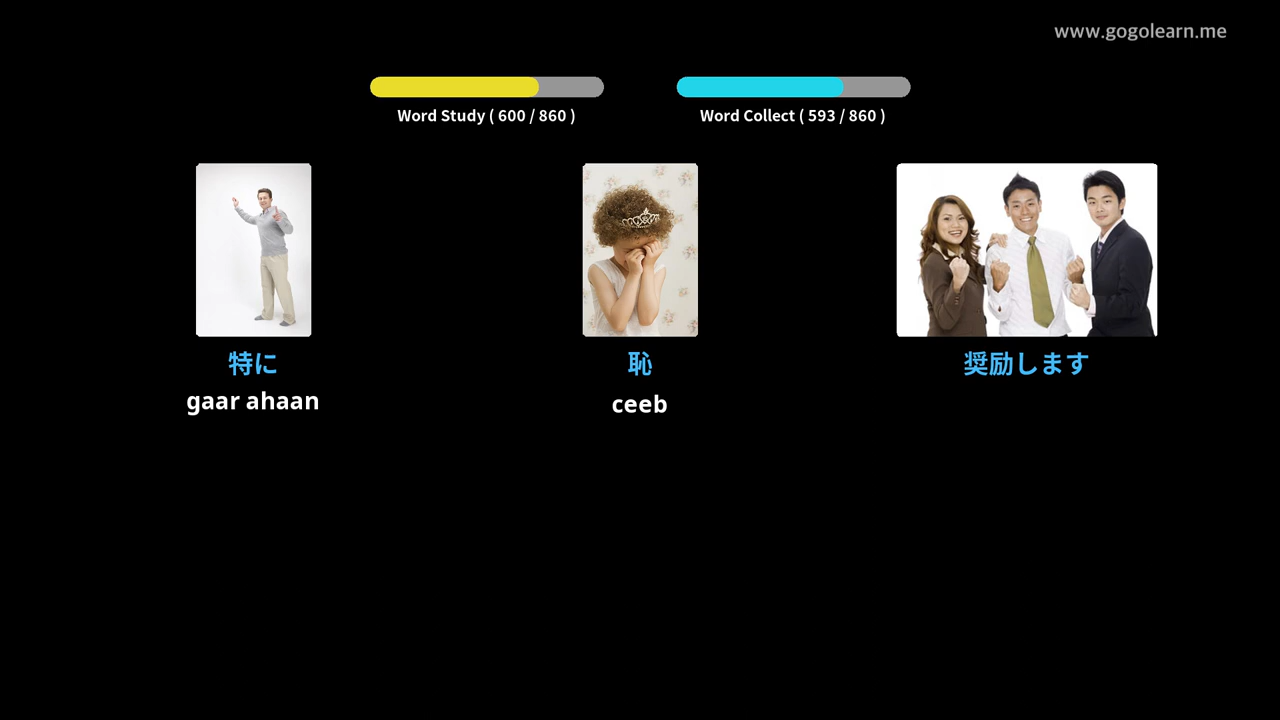 www.gogolearn.me
Word Study ( 600 / 860 )
Word Collect ( 593 / 860 )
特に
gaar ahaan
恥
ceeb
奨励します